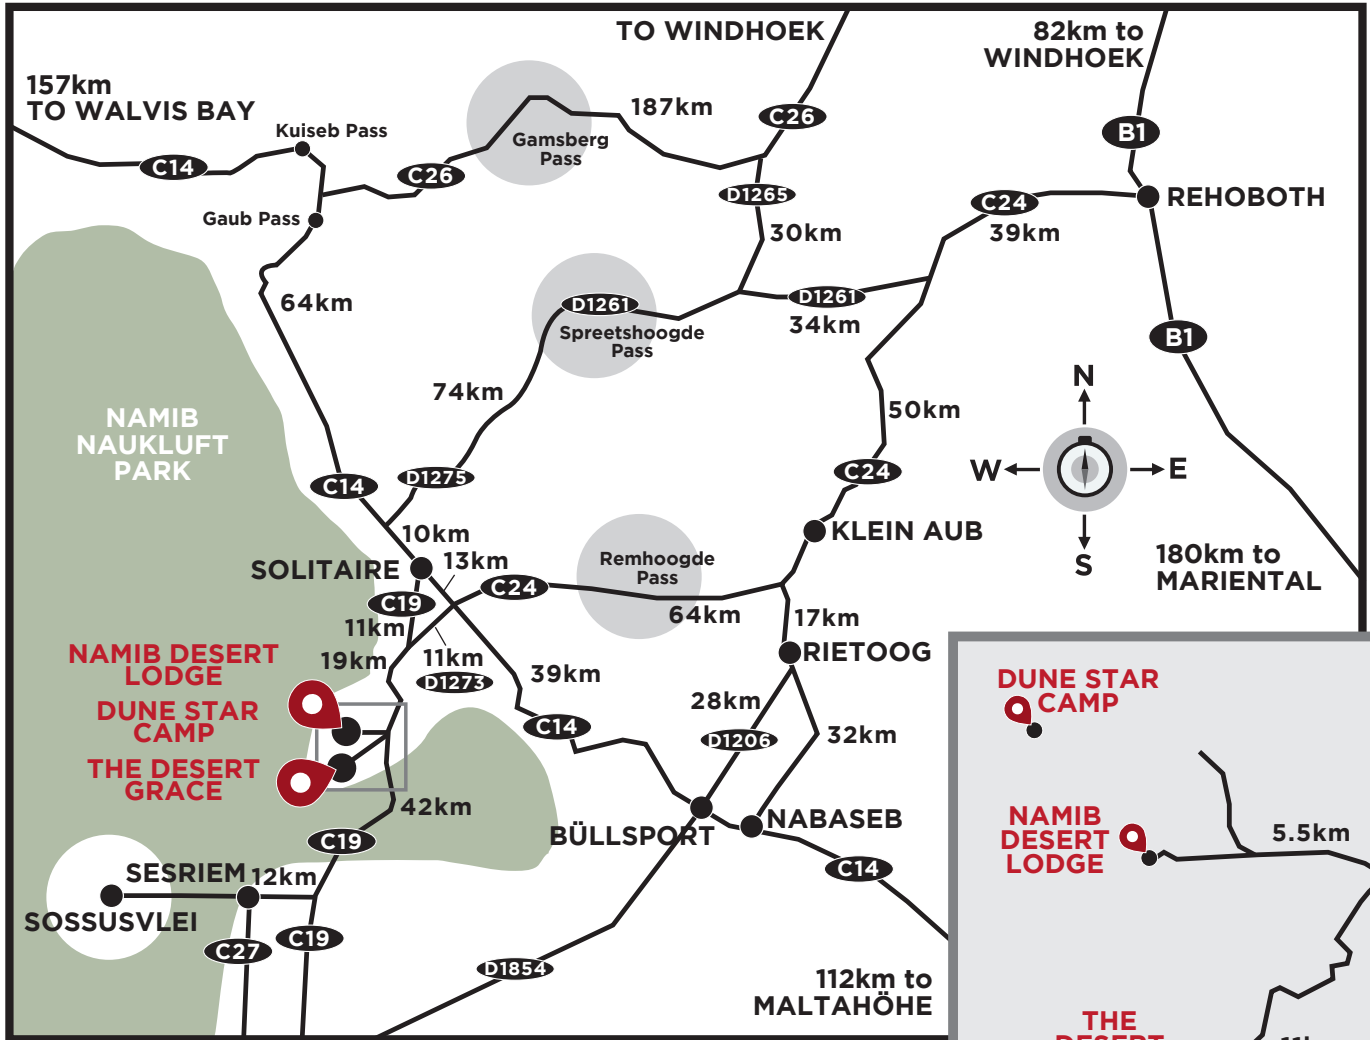 TO WINDHOEK
82km to
WINDHOEK
157km
TO WALVIS BAY
Kuiseb Pass
187km
C26
B1
Gamsberg
Pass
C14
C26
D1265
C24
REHOBOTH
Gaub Pass
30km
39km
64km
D1261
D1261
34km
Spreetshoogde
Pass
B1
N
74km
50km
NAMIB
NAUKLUFT
PARK
W
E
C14
D1275
C24
10km
KLEIN AUB
S
180km to
MARIENTAL
SOLITAIRE
13km
Remhoogde
Pass
C19
C24
64km
17km
11km
19km
11km
D1273
RIETOOG
NAMIB DESERT
LODGE
39km
28km
DUNE STAR
CAMP
C14
D1206
32km
THE DESERT
GRACE
42km
BÜLLSPORT
NABASEB
C19
SESRIEM
12km
C14
SOSSUSVLEI
C27
C19
D1854
112km to
MALTAHÖHE
DUNE STAR
CAMP
NAMIB
DESERT
LODGE
5.5km
THE